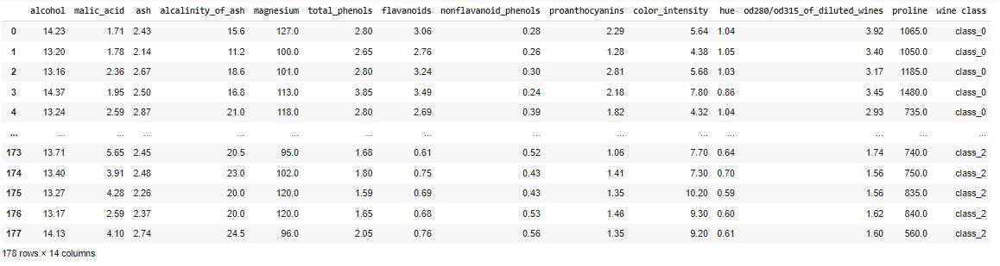 alcohol malic_acid ash alcalinity_of_ash magnesium total_phenols flavanoids nonflavanoid_phenols proanthocyanins color_intensity hue od280/od315_of_diluted_wines proline wine class
0 14.23 1.71 2.43 15.6 127.0 2.80 3.06 0.28 2.29 5.64 1.04 3.92 1065.0 class_0
1 13.20 1.78 2.14 11.2 100.0 2.65 2.76 0.26 1.28 4.38 1.05 3.40 1050.0 class_0
2 13.16 2.36 2.67 18.6 101.0 2.80 3.24 0.30 2.81 5.68 1.03 3.17 1185.0 class_0
3 14.37 1.95 2.50 16.8 113.0 3.85 3.49 0.24 2.18 7.80 0.86 3.45 1480.0 class_0
4 13.24 2.59 2.87 21.0 118.0 2.80 2.69 0.39 1.82 4.32 1.04 2.93 735.0 class_0
... ... ... ... ... ... ... ... ... ... ... ... ... ... ...
173 13.71 5.65 2.45 20.5 95.0 1.68 0.61 0.52 1.06 7.70 0.64 1.74 740.0 class_2
174 13.40 3.91 2.48 23.0 102.0 1.80 0.75 0.43 1.41 7.30 0.70 1.56 750.0 class_2
175 13.27 4.28 2.26 20.0 120.0 1.59 0.69 0.43 1.35 10.20 0.59 1.56 835.0 class_2
176 13.17 2.59 2.37 20.0 120.0 1.65 0.68 0.53 1.46 9.30 0.60 1.62 840.0 class_2
177 14.13 4.10 2.74 24.5 96.0 2.05 0.76 0.56 1.35 9.20 0.61 1.60 560.0 class_2
178 rows × 14 columns